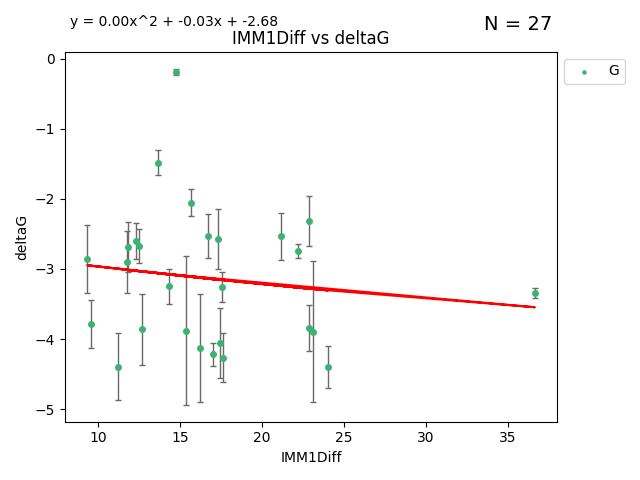 y = 0.00x^2 + -0.03x + -2.68
N = 27
IMM1Diff vs deltaG
G
0
−1
−2
−3
−4
−5
deltaG
10 15 20 25 30 35
IMM1Diff